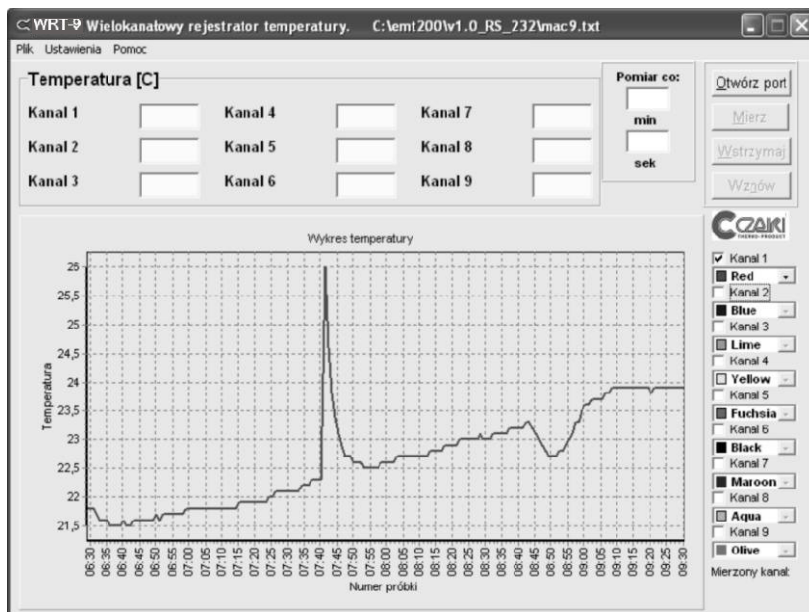 WRT-9 Wielokanałowy rejestrator temperatury. C:\emt200\v1.0_RS_232\mac9.txt
Plik Ustawienia Pomoc
Temperatura [C]
Kanal 1 Kanal 4 Kanal 7
Kanal 2 Kanal 5 Kanal 8
Kanal 3 Kanal 6 Kanal 9
Pomiar co:
min
sek
Otwórz port
Mierz
Wstrzymaj
Wznów
CZAKI
THERMO-PRODUCT
Wykres temperatury
Temperatura
26
25,5
25
24,5
24
23,5
23
22,5
22
21,5
06:30 06:35 06:40 06:45 06:50 06:55 07:00 07:05 07:10 07:15 07:20 07:25 07:30 07:35 07:40 07:45 07:50 07:55 08:00 08:05 08:10 08:15 08:20 08:25 08:30 08:35 08:40 08:45 08:50 08:55 09:00 09:05 09:10 09:15 09:20 09:25 09:30
Numer próbki
Kanal 1
Red
Kanal 2
Blue
Kanal 3
Lime
Kanal 4
Yellow
Kanal 5
Fuchsia
Kanal 6
Black
Kanal 7
Maroon
Kanal 8
Aqua
Kanal 9
Olive
Mierzony kanal: